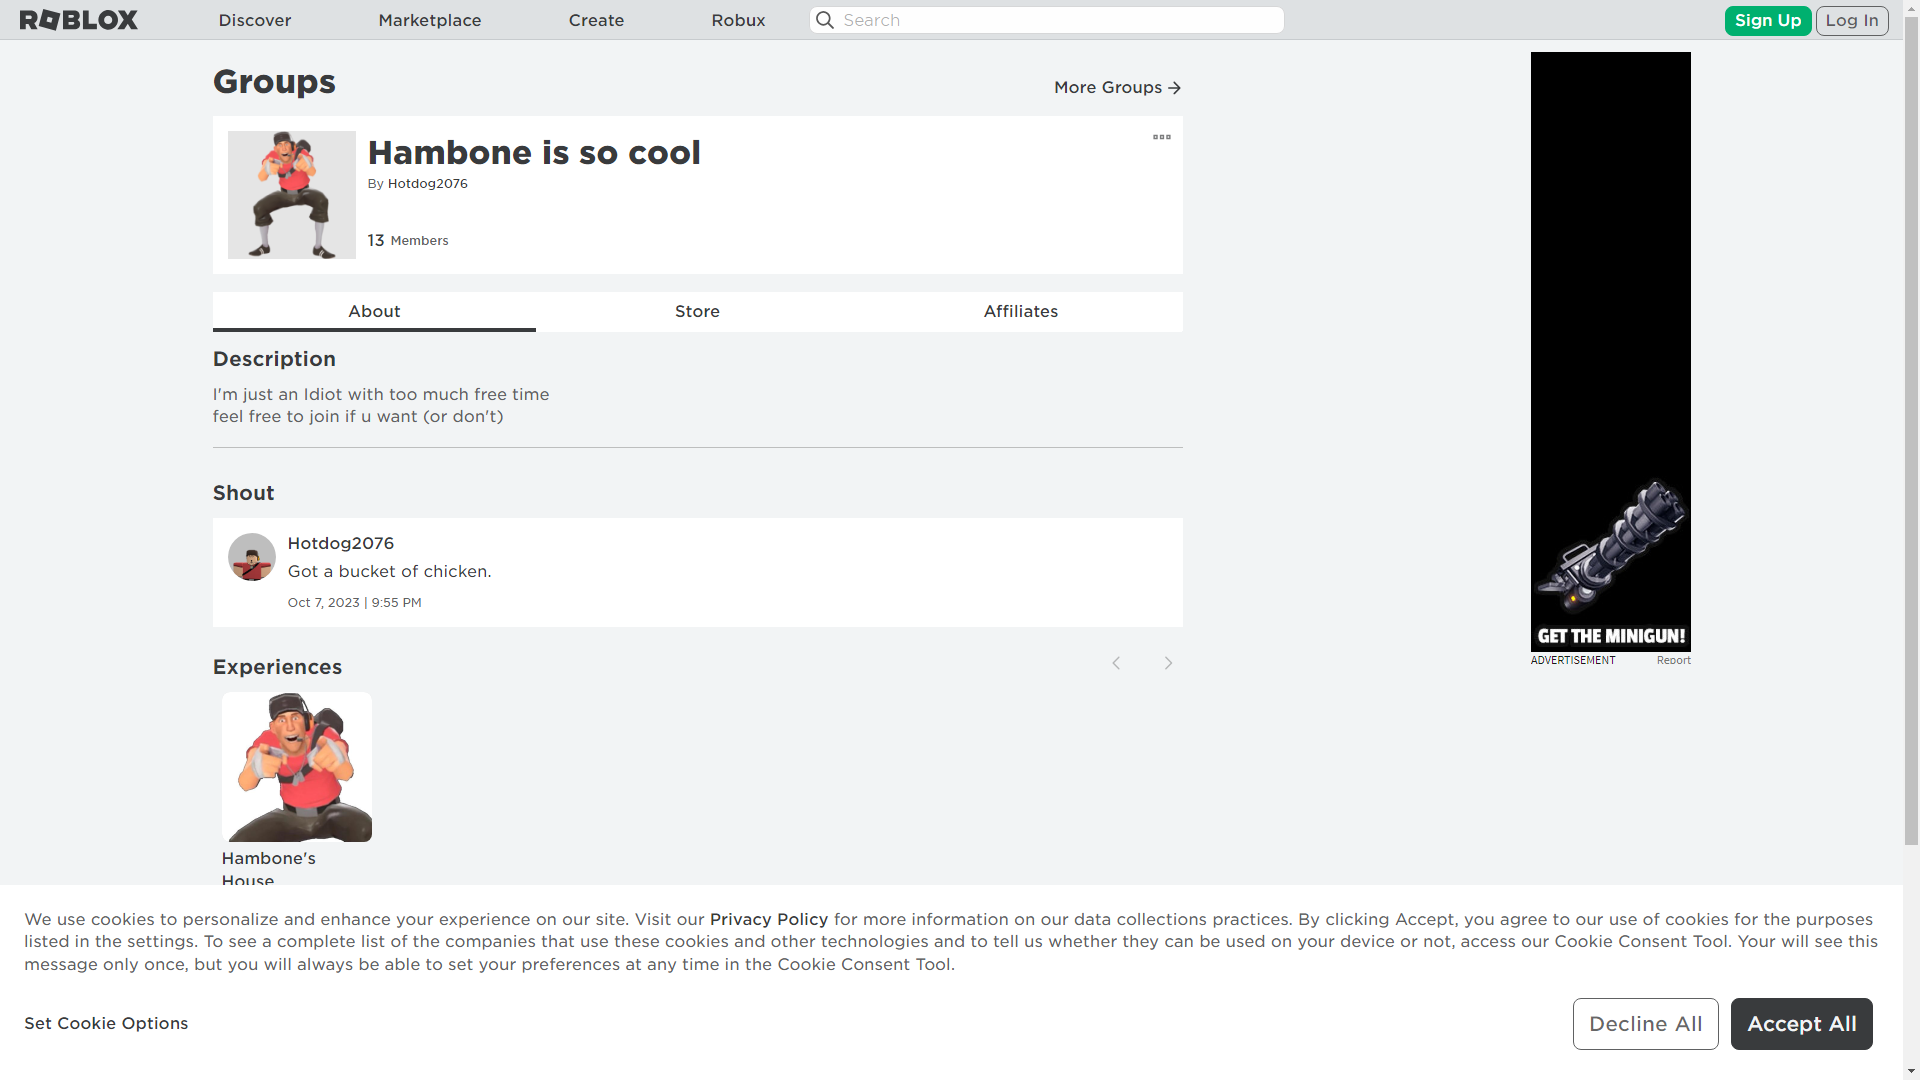 ROBLOX
Discover
Marketplace
Create
Robux
Search
Sign Up
Log In
Groups
More Groups
Hambone is so cool
By Hotdog2076
13 Members
About
Store
Affiliates
Description
I'm just an Idiot with too much free time
feel free to join if u want (or don't)
Shout
Hotdog2076
Got a bucket of chicken.
Oct 7, 2023 | 9:55 PM
Experiences
Hambone's
House
GET THE MINIGUN!
ADVERTISEMENT
Report
We use cookies to personalize and enhance your experience on our site. Visit our Privacy Policy for more information on our data collections practices. By clicking Accept, you agree to our use of cookies for the purposes
listed in the settings. To see a complete list of the companies that use these cookies and other technologies and to tell us whether they can be used on your device or not, access our Cookie Consent Tool. Your will see this
message only once, but you will always be able to set your preferences at any time in the Cookie Consent Tool.
Set Cookie Options
Decline All
Accept All